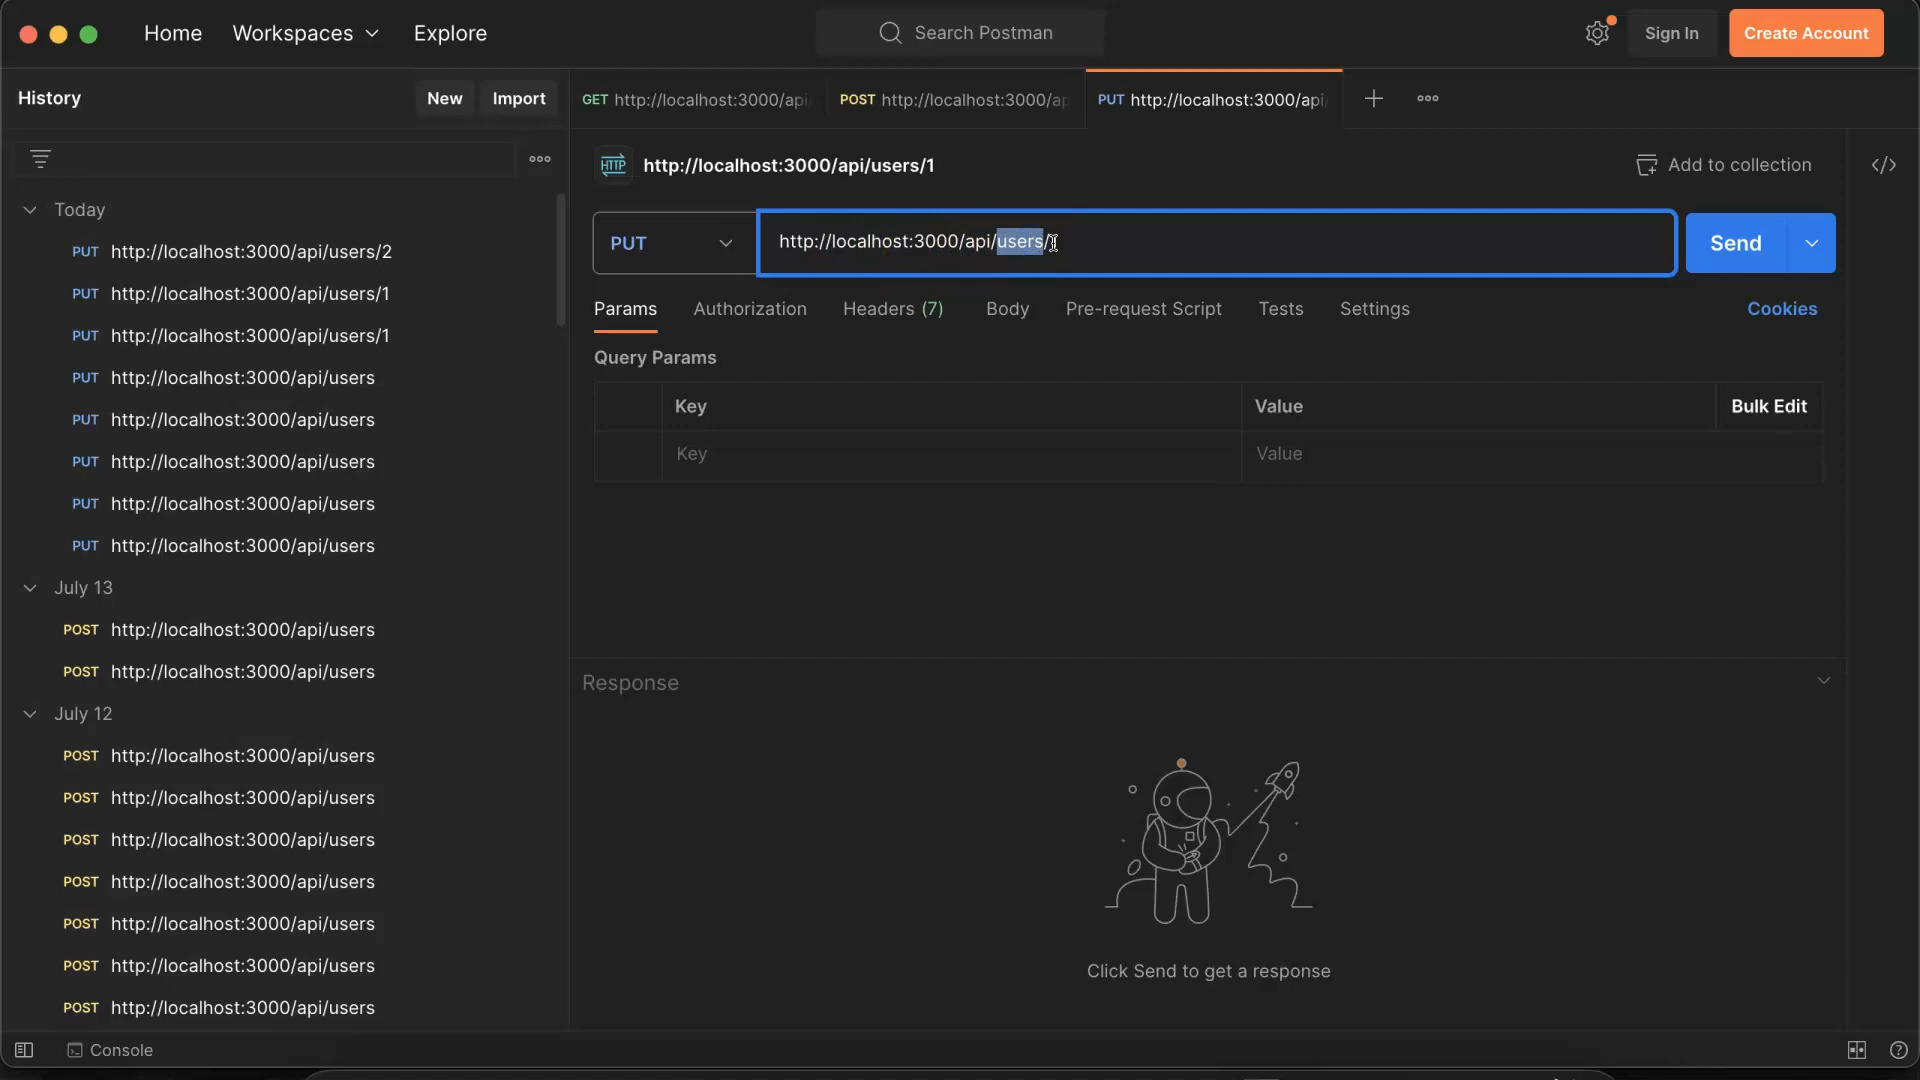 Home Workspaces Explore Search Postman Sign In Create Account
History New Import
GET http://localhost:3000/api POST http://localhost:3000/ap PUT http://localhost:3000/api
HTTP http://localhost:3000/api/users/1 Add to collection
PUT http://localhost:3000/api/users/ Send
Params Authorization Headers (7) Body Pre-request Script Tests Settings Cookies
Query Params
Key Value Bulk Edit
Key Value
Today
PUT http://localhost:3000/api/users/2
PUT http://localhost:3000/api/users/1
PUT http://localhost:3000/api/users/1
PUT http://localhost:3000/api/users
PUT http://localhost:3000/api/users
PUT http://localhost:3000/api/users
PUT http://localhost:3000/api/users
PUT http://localhost:3000/api/users
July 13
POST http://localhost:3000/api/users
POST http://localhost:3000/api/users
July 12
POST http://localhost:3000/api/users
POST http://localhost:3000/api/users
POST http://localhost:3000/api/users
POST http://localhost:3000/api/users
POST http://localhost:3000/api/users
POST http://localhost:3000/api/users
POST http://localhost:3000/api/users
Response
Click Send to get a response
Console